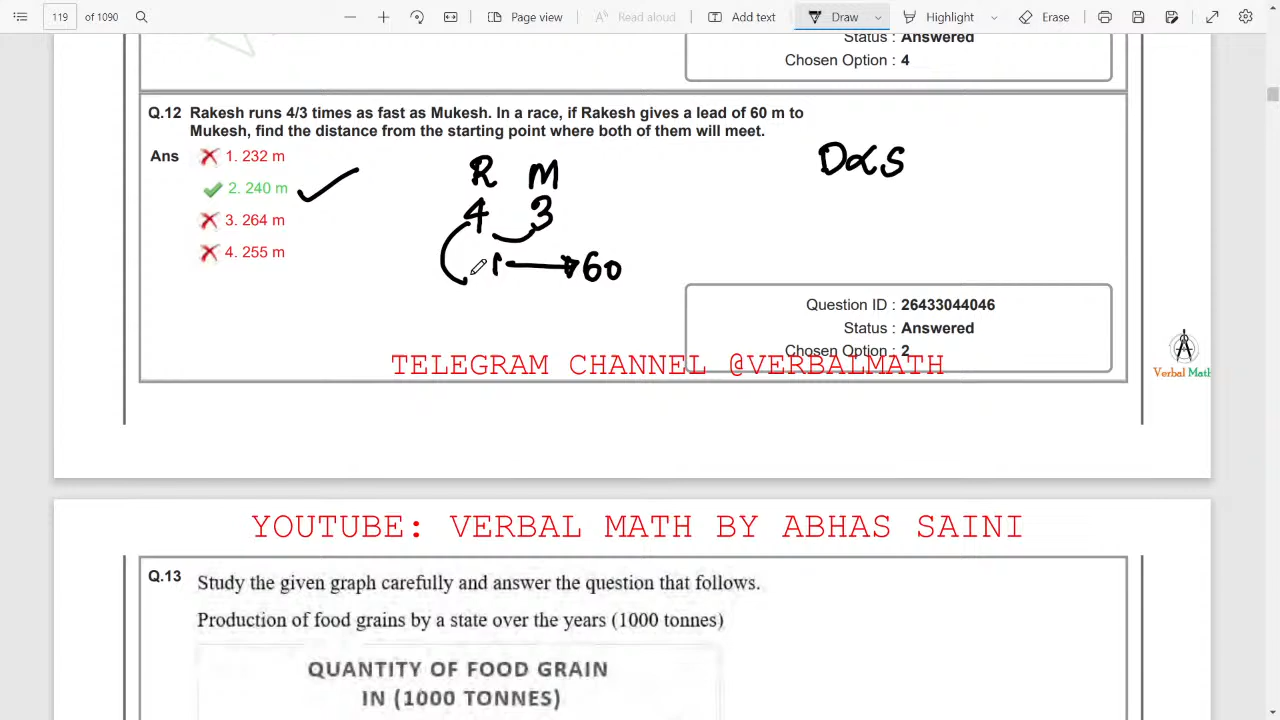 119 of 1090
Page view
Read aloud
Add text
Draw
Highlight
Erase
Status : Answered
Chosen Option : 4
Q.12 Rakesh runs 4/3 times as fast as Mukesh. In a race, if Rakesh gives a lead of 60 m to
Mukesh, find the distance from the starting point where both of them will meet.
Ans 1. 232 m
2. 240 m
3. 264 m
4. 255 m
R M
4 3
1 60
D∝S
Question ID : 26433044046
Status : Answered
Chosen Option : 2
TELEGRAM CHANNEL @VERBALMATH
Verbal Math
YOUTUBE: VERBAL MATH BY ABHAS SAINI
Q.13 Study the given graph carefully and answer the question that follows.
Production of food grains by a state over the years (1000 tonnes)
QUANTITY OF FOOD GRAIN
IN (1000 TONNES)